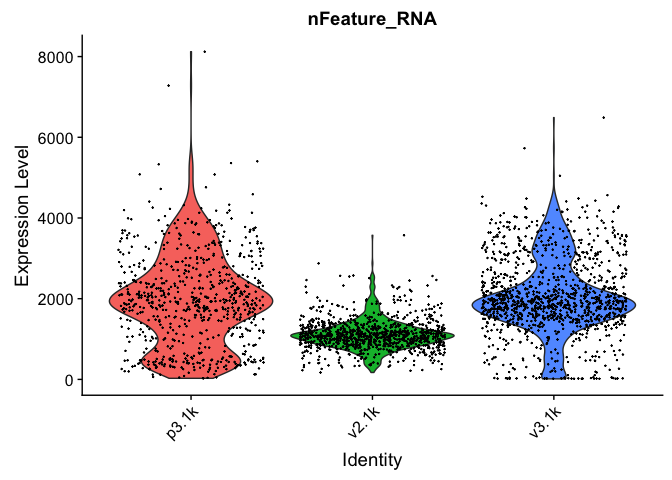 nFeature_RNA
Expression Level
8000
6000
4000
2000
0
p3.1k
v2.1k
v3.1k
Identity